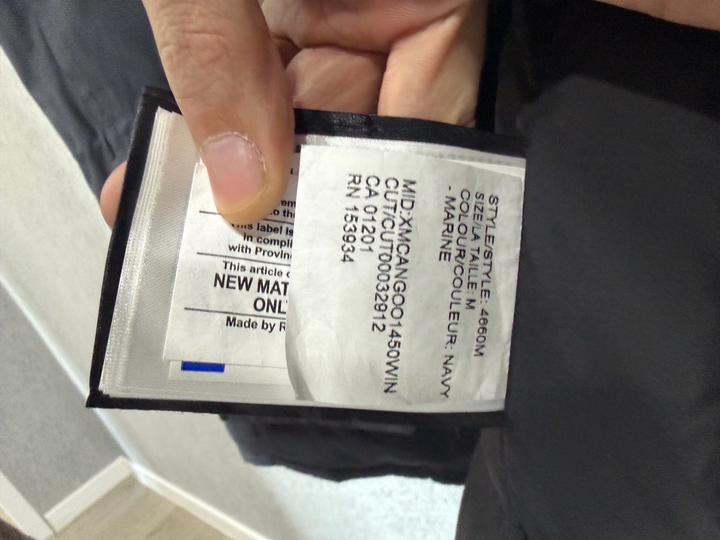 STYLE/STYLE: 4660M
SIZE/LA TAILLE: M
COLOUR/COULEUR: NAVY
- MARINE
MID:XMCANGOO1450WIN
CUT/CUT00032912
CA 01201
RN 153934
This label is
in compli
with Provin
This article o
NEW MAT
ONL
Made by R